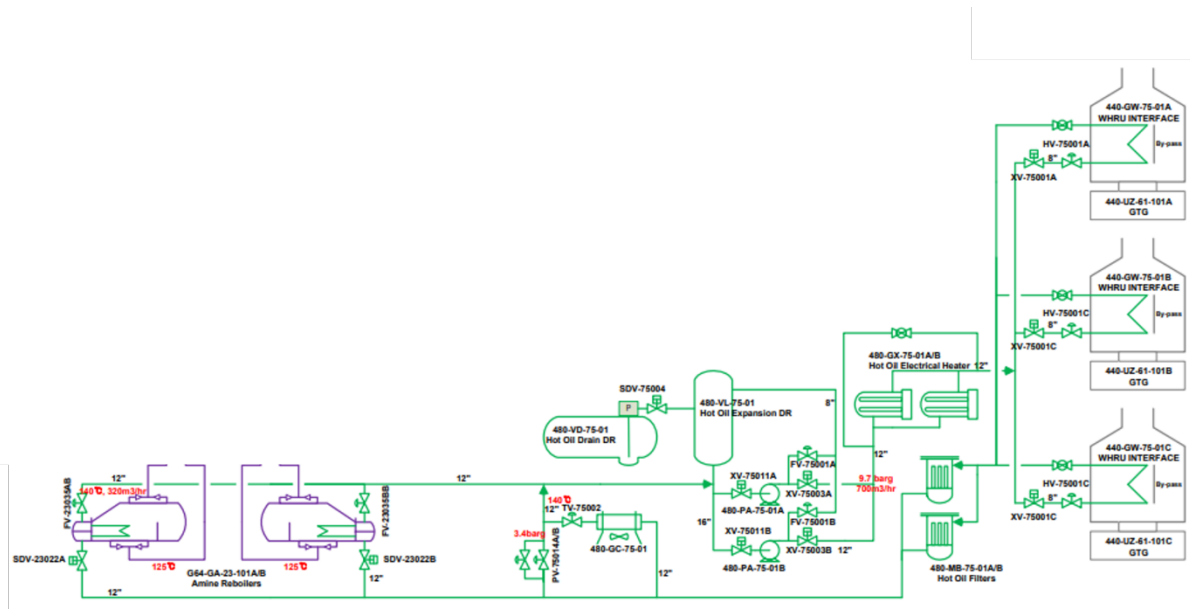 440-GW-75-01A
WHRU INTERFACE
HV-75001A
By-pass
8"
XV-75001A
440-UZ-61-101A
GTG
440-GW-75-01B
WHRU INTERFACE
HV-75001C
By-pass
8"
XV-75001C
440-UZ-61-101B
GTG
480-GX-75-01A/B
Hot Oil Electrical Heater 12"
SDV-75004
P
480-VL-75-01
Hot Oil Expansion DR
8"
480-VD-75-01
Hot Oil Drain DR
440-GW-75-01C
WHRU INTERFACE
HV-75001C
By-pass
8"
XV-75001C
440-UZ-61-101C
GTG
12"
FV-75001A
9.7 barg
700m3/hr
XV-75011A
XV-75003A
480-PA-75-01A
FV-75001B
16"
XV-75011B
XV-75003B
12"
480-PA-75-01B
12"
12"
140℃, 320m3/hr
FV-23035AB
FV-23035BB
140℃
12"
TV-75002
3.4barg
PV-75014A/B
480-GC-75-01
SDV-23022A
125℃
G64-GA-23-101A/B
Amine Reboilers
125℃
SDV-23022B
12"
12"
12"
480-MB-75-01A/B
Hot Oil Filters